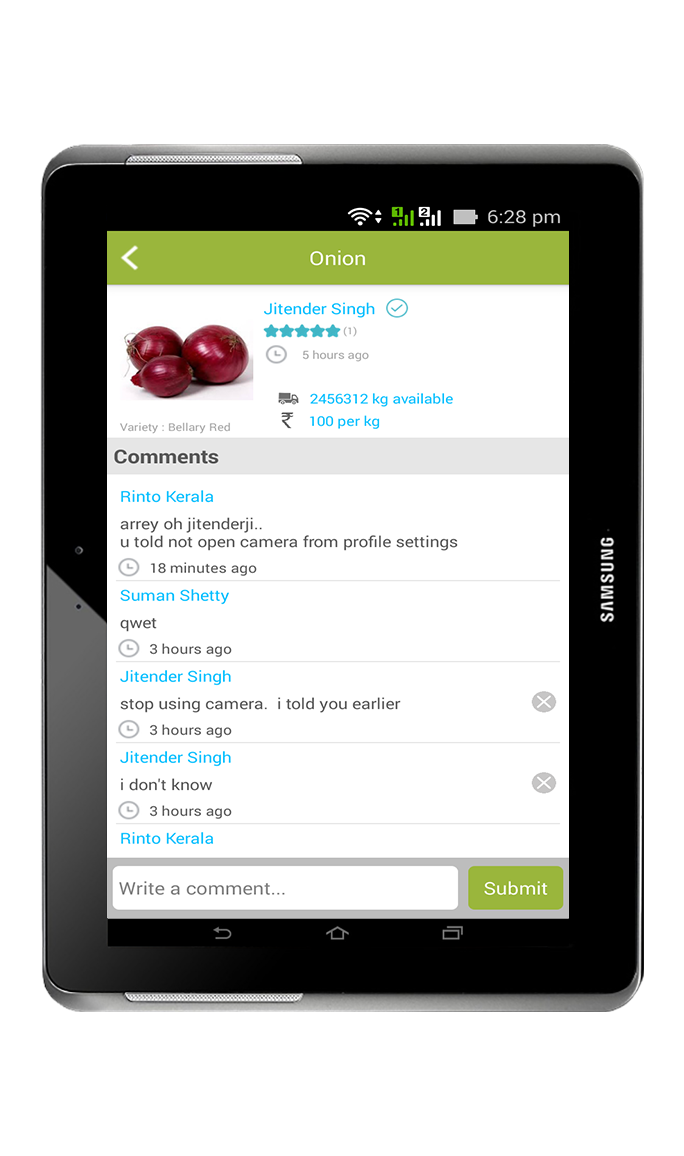 1 2 6:28 pm
Onion
Jitender Singh
(1)
5 hours ago
2456312 kg available
₹ 100 per kg
Variety : Bellary Red
Comments
Rinto Kerala
arrey oh jitenderji..
u told not open camera from profile settings
18 minutes ago
Suman Shetty
qwet
3 hours ago
Jitender Singh
stop using camera.  i told you earlier
3 hours ago
Jitender Singh
i don't know
3 hours ago
Rinto Kerala
Write a comment...
Submit
SAMSUNG